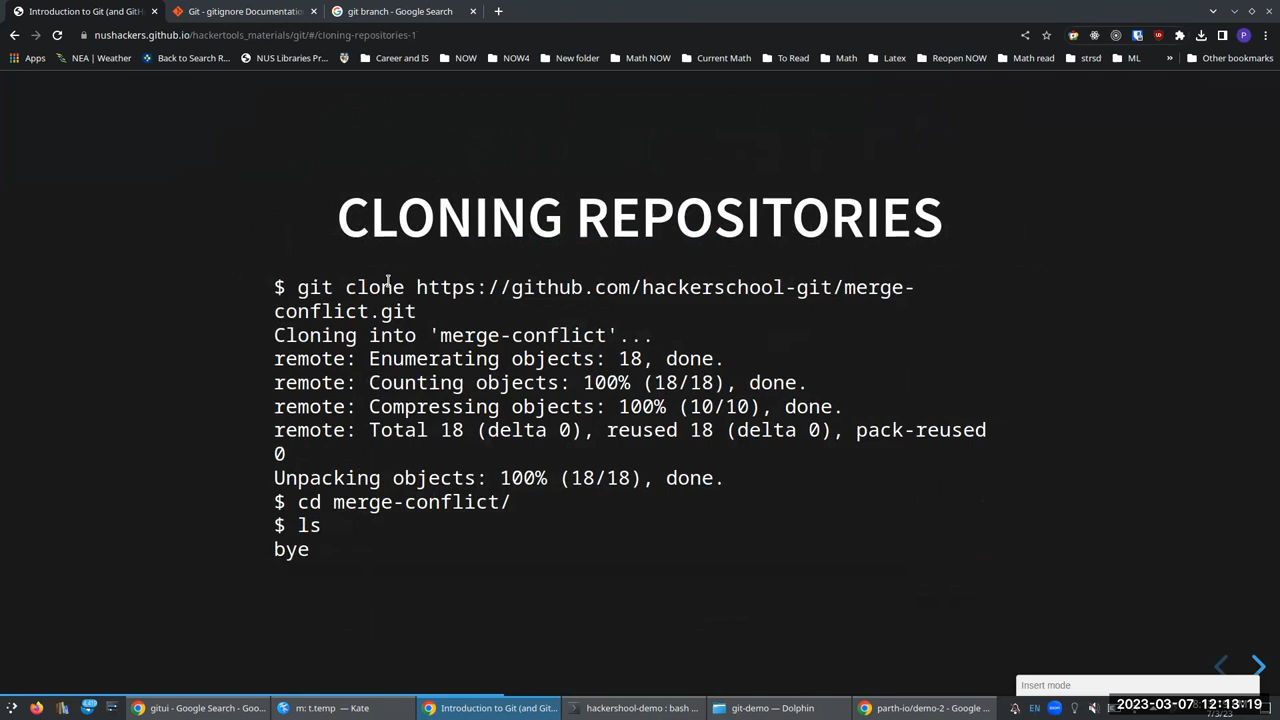 Introduction to Git (and GitH
Git - gitignore Documentatio
git branch - Google Search
nushackers.github.io/hackertools_materials/git/#/cloning-repositories-1
Apps
NEA | Weather
Back to Search R...
NUS Libraries Pr...
Career and IS
NOW
NOW4
New folder
Math NOW
Current Math
To Read
Math
Latex
Reopen NOW
Math read
strsd
ML
»
Other bookmarks
CLONING REPOSITORIES
$ git clone https://github.com/hackerschool-git/merge-
conflict.git
Cloning into 'merge-conflict'...
remote: Enumerating objects: 18, done.
remote: Counting objects: 100% (18/18), done.
remote: Compressing objects: 100% (10/10), done.
remote: Total 18 (delta 0), reused 18 (delta 0), pack-reused
0
Unpacking objects: 100% (18/18), done.
$ cd merge-conflict/
$ ls
bye
Insert mode
gitui - Google Search - Goo...
m: t.temp — Kate
Introduction to Git (and Git...
hackershool-demo : bash ...
git-demo — Dolphin
parth-io/demo-2 - Google ...
EN
2023-03-07 12:13:19
7/3/23